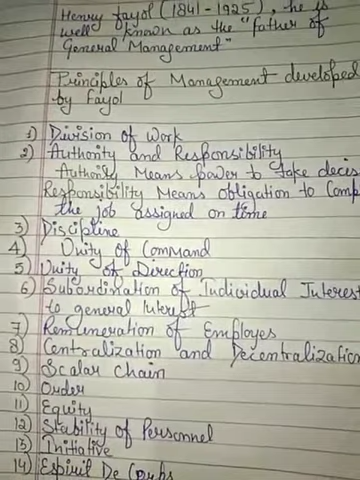 Henry fayol (1841-1925), he is
well known as the "father of
General Management"
Principles of Management developed
by Fayol
1) Division of Work
2) Authority and Responsibility
Authority Means power to take decis
Responsibility Means obligation to Comp
the job assigned on time
3) Discipline
4) Unity of Command
5) Unity of Direction
6) Subordination of Individual Interest
to general Interest
7) Remuneration of Employes
8) Centralization and Decentralization
9) Scalar chain
10) Order
11) Equity
12) Stability of Personnel
13) Initiative
14) Espirit De Corps